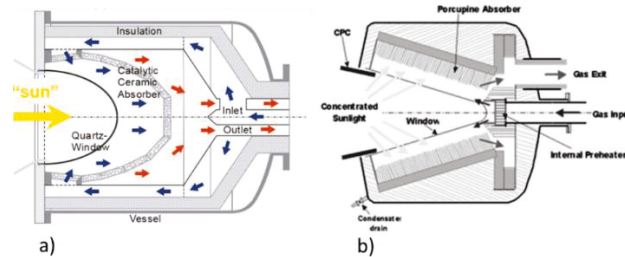 a)
Insulation
Catalytic
Ceramic
Absorber
"sun"
Quartz-
Window
Inlet
Outlet
Vessel
Porcupine Absorber
CPC
Gas Exit
Concentrated
Sunlight
Window
Gas Input
Internal Preheater
Condensate
drain
a)
b)